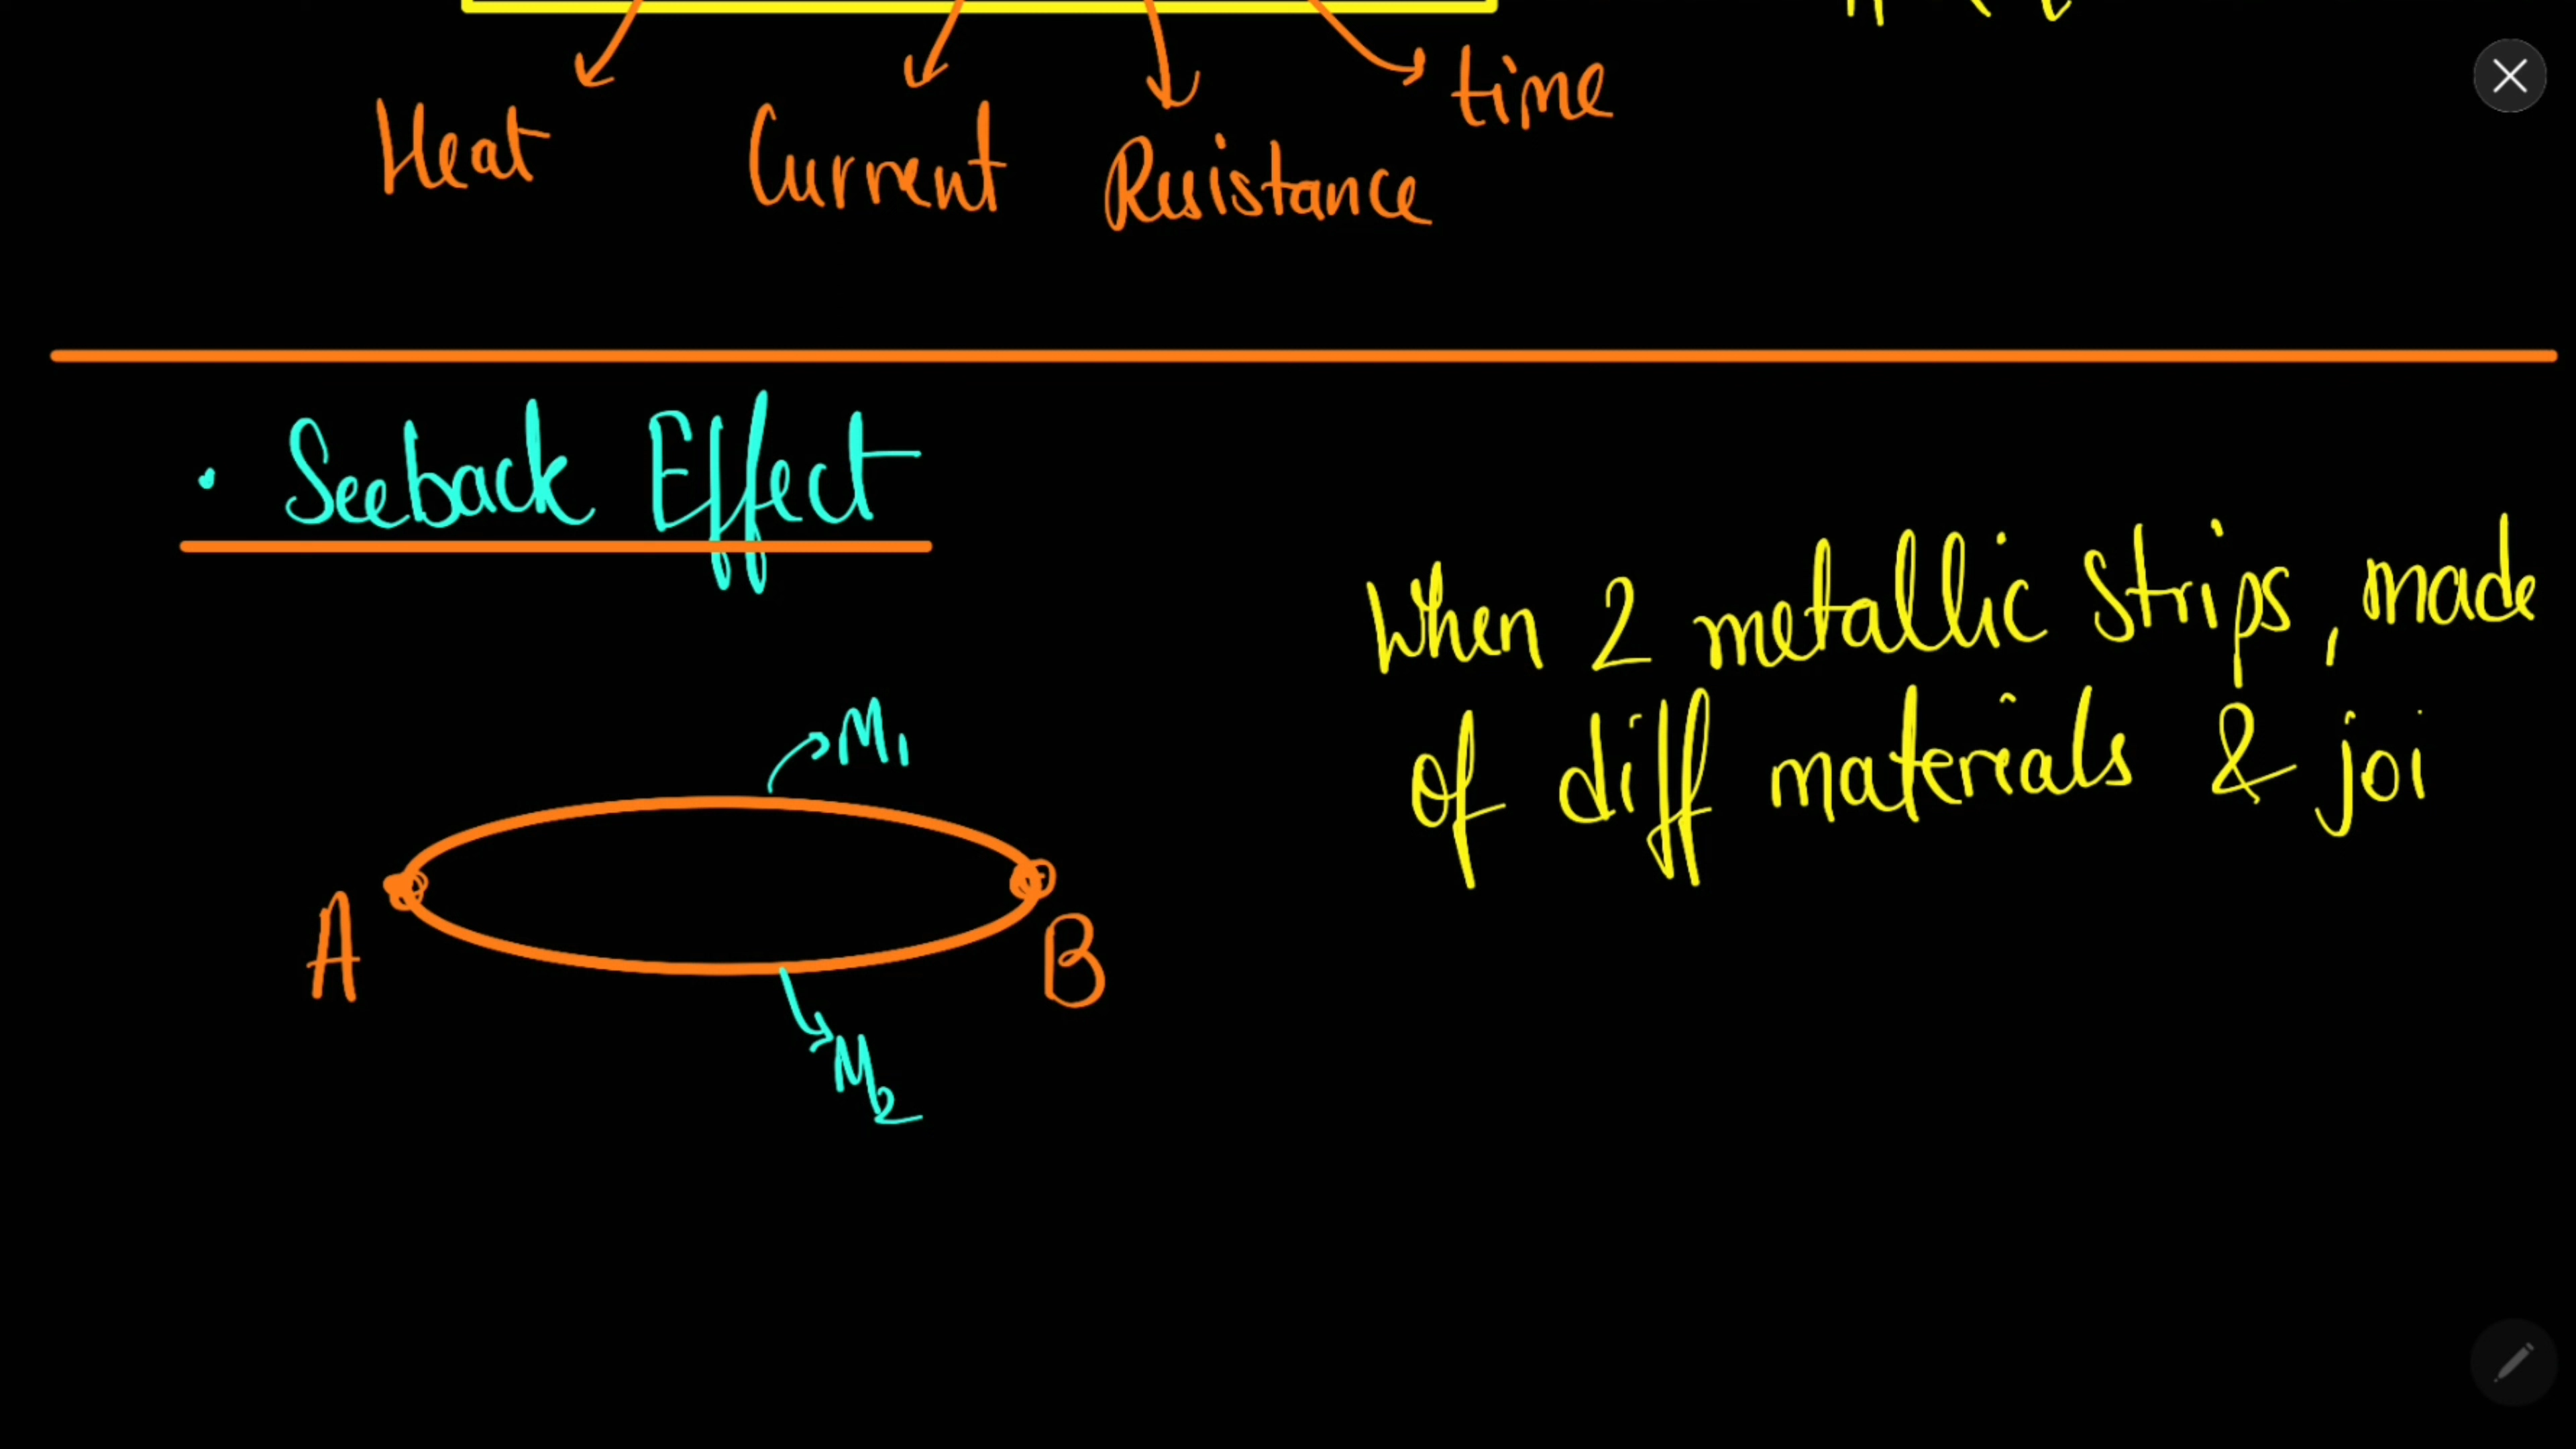 Heat Current Resistance time
• Seeback Effect
When 2 metallic strips, made
of diff materials & joi
M1
A
B
M2